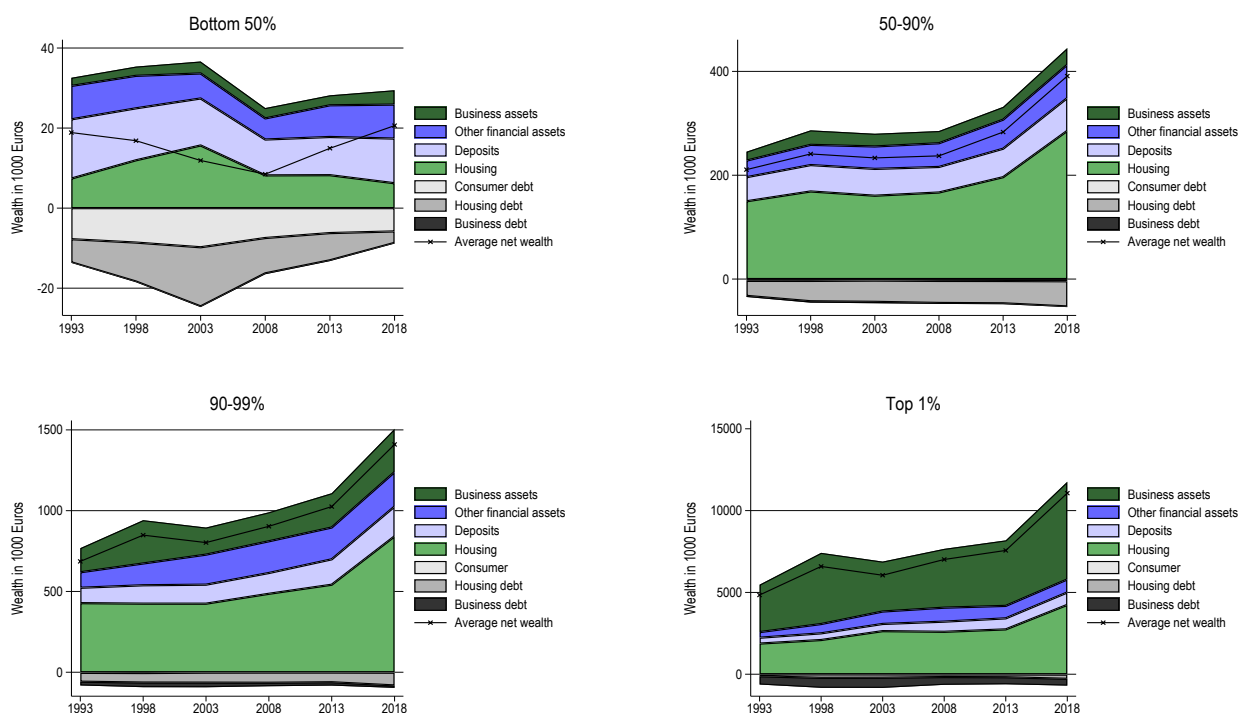 Bottom 50%
Wealth in 1000 Euros
40
20
0
-20
1993 1998 2003 2008 2013 2018
Business assets
Other financial assets
Deposits
Housing
Consumer debt
Housing debt
Business debt
Average net wealth
50-90%
Wealth in 1000 Euros
400
200
0
1993 1998 2003 2008 2013 2018
Business assets
Other financial assets
Deposits
Housing
Consumer debt
Housing debt
Business debt
Average net wealth
90-99%
Wealth in 1000 Euros
1500
1000
500
0
1993 1998 2003 2008 2013 2018
Business assets
Other financial assets
Deposits
Housing
Consumer
Housing debt
Business debt
Average net wealth
Top 1%
Wealth in 1000 Euros
15000
10000
5000
0
1993 1998 2003 2008 2013 2018
Business assets
Other financial assets
Deposits
Housing
Consumer
Housing debt
Business debt
Average net wealth